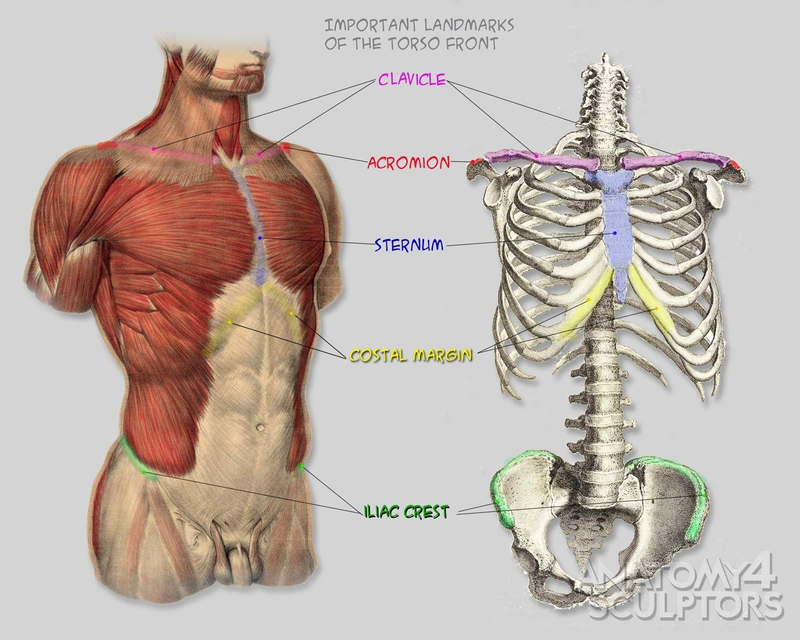 IMPORTANT LANDMARKS
OF THE TORSO FRONT
CLAVICLE
ACROMION
STERNUM
COSTAL MARGIN
ILIAC CREST
ANATOMY4
SCULPTORS